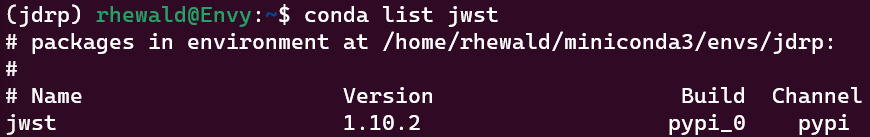 (jdrp) rhewald@Envy:~$ conda list jwst
# packages in environment at /home/rhewald/miniconda3/envs/jdrp:
#
# Name                    Version                   Build  Channel
jwst                      1.10.2                   pypi_0    pypi